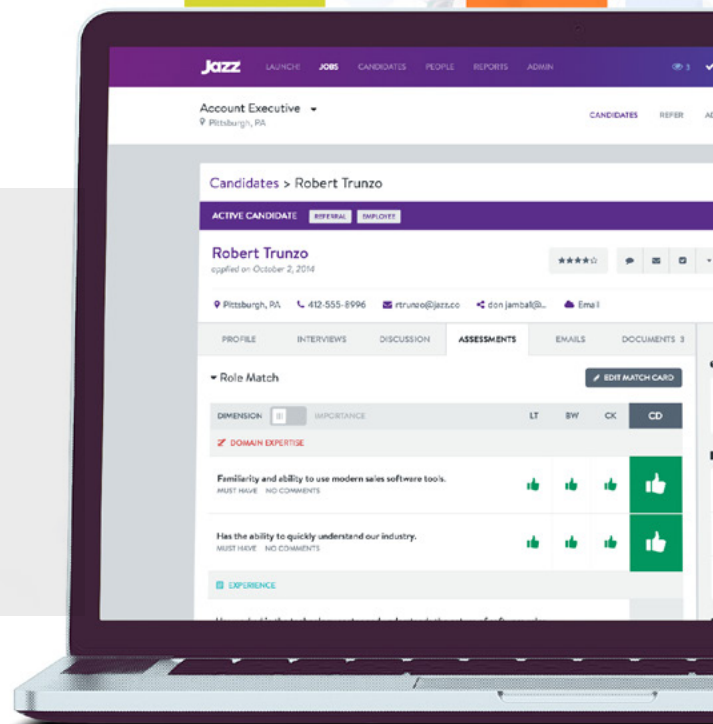 Jazz LAUNCH! JOBS CANDIDATES PEOPLE REPORTS ADMIN 3
Account Executive
Pittsburgh, PA
CANDIDATES REFER
Candidates > Robert Trunzo
ACTIVE CANDIDATE REFERRAL EMPLOYEE
Robert Trunzo
applied on October 2, 2014
Pittsburgh, PA 412-555-8996 rtrunzo@jazz.co don jamball@... Email
PROFILE INTERVIEWS DISCUSSION ASSESSMENTS EMAILS DOCUMENTS 3
Role Match EDIT MATCH CARD
DIMENSION IMPORTANCE LT BW CK CD
DOMAIN EXPERTISE
Familiarity and ability to use modern sales software tools.
MUST HAVE NO COMMENTS
Has the ability to quickly understand our industry.
MUST HAVE NO COMMENTS
EXPERIENCE